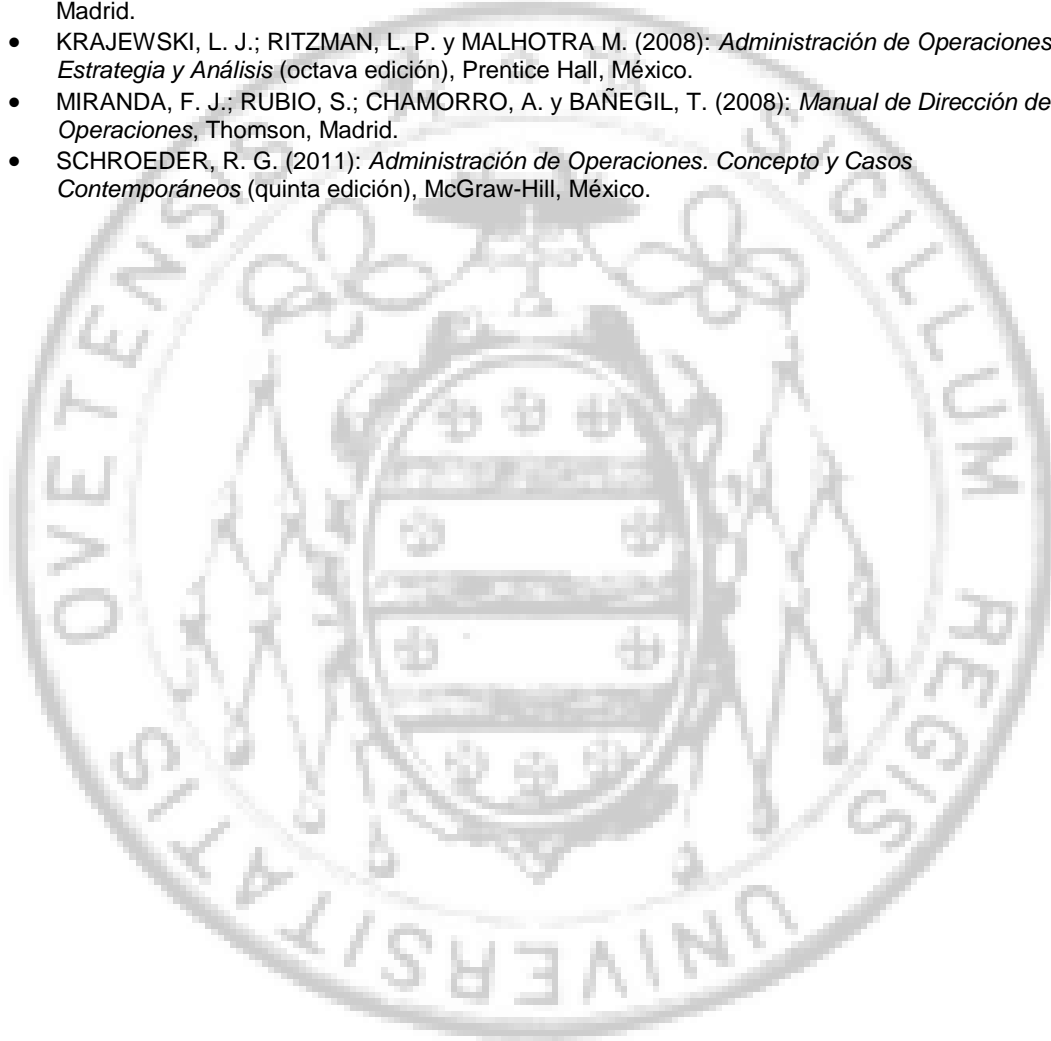 Madrid.
• KRAJEWSKI, L. J.; RITZMAN, L. P. y MALHOTRA M. (2008): Administración de Operaciones
Estrategia y Análisis (octava edición), Prentice Hall, México.
• MIRANDA, F. J.; RUBIO, S.; CHAMORRO, A. y BAÑEGIL, T. (2008): Manual de Dirección de
Operaciones, Thomson, Madrid.
• SCHROEDER, R. G. (2011): Administración de Operaciones. Concepto y Casos
Contemporáneos (quinta edición), McGraw-Hill, México.
SIGILLUM REGIS UNIVERSITATIS OVETENSIS